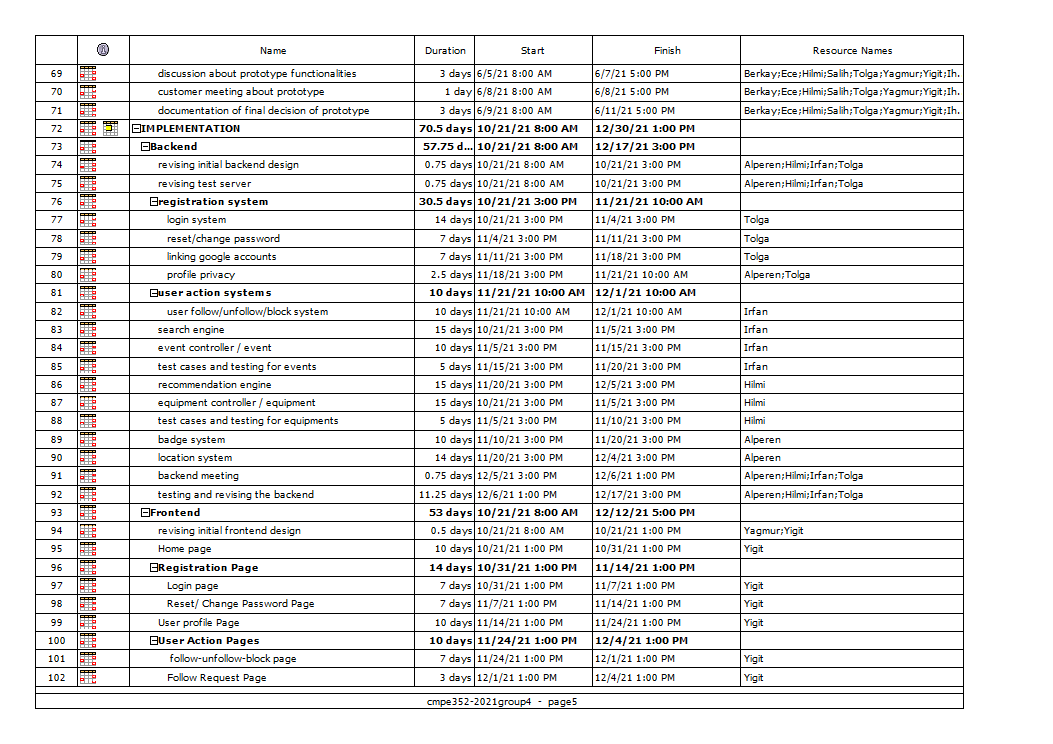 Name Duration Start Finish Resource Names
69 discussion about prototype functionalities 3 days 6/5/21 8:00 AM 6/7/21 5:00 PM Berkay;Ece;Hilmi;Salih;Tolga;Yagmur;Yigit;Ih.
70 customer meeting about prototype 1 day 6/8/21 8:00 AM 6/8/21 5:00 PM Berkay;Ece;Hilmi;Salih;Tolga;Yagmur;Yigit;Ih.
71 documentation of final decision of prototype 3 days 6/9/21 8:00 AM 6/11/21 5:00 PM Berkay;Ece;Hilmi;Salih;Tolga;Yagmur;Yigit;Ih.
72 IMPLEMENTATION 70.5 days 10/21/21 8:00 AM 12/30/21 1:00 PM
73 Backend 57.75 d... 10/21/21 8:00 AM 12/17/21 3:00 PM
74 revising initial backend design 0.75 days 10/21/21 8:00 AM 10/21/21 3:00 PM Alperen;Hilmi;Irfan;Tolga
75 revising test server 0.75 days 10/21/21 8:00 AM 10/21/21 3:00 PM Alperen;Hilmi;Irfan;Tolga
76 registration system 30.5 days 10/21/21 3:00 PM 11/21/21 10:00 AM
77 login system 14 days 10/21/21 3:00 PM 11/4/21 3:00 PM Tolga
78 reset/change password 7 days 11/4/21 3:00 PM 11/11/21 3:00 PM Tolga
79 linking google accounts 7 days 11/11/21 3:00 PM 11/18/21 3:00 PM Tolga
80 profile privacy 2.5 days 11/18/21 3:00 PM 11/21/21 10:00 AM Alperen;Tolga
81 user action systems 10 days 11/21/21 10:00 AM 12/1/21 10:00 AM
82 user follow/unfollow/block system 10 days 11/21/21 10:00 AM 12/1/21 10:00 AM Irfan
83 search engine 15 days 10/21/21 3:00 PM 11/5/21 3:00 PM Irfan
84 event controller / event 10 days 11/5/21 3:00 PM 11/15/21 3:00 PM Irfan
85 test cases and testing for events 5 days 11/15/21 3:00 PM 11/20/21 3:00 PM Irfan
86 recommendation engine 15 days 11/20/21 3:00 PM 12/5/21 3:00 PM Hilmi
87 equipment controller / equipment 15 days 10/21/21 3:00 PM 11/5/21 3:00 PM Hilmi
88 test cases and testing for equipments 5 days 11/5/21 3:00 PM 11/10/21 3:00 PM Hilmi
89 badge system 10 days 11/10/21 3:00 PM 11/20/21 3:00 PM Alperen
90 location system 14 days 11/20/21 3:00 PM 12/4/21 3:00 PM Alperen
91 backend meeting 0.75 days 12/5/21 3:00 PM 12/6/21 1:00 PM Alperen;Hilmi;Irfan;Tolga
92 testing and revising the backend 11.25 days 12/6/21 1:00 PM 12/17/21 3:00 PM Alperen;Hilmi;Irfan;Tolga
93 Frontend 53 days 10/21/21 8:00 AM 12/12/21 5:00 PM
94 revising initial frontend design 0.5 days 10/21/21 8:00 AM 10/21/21 1:00 PM Yagmur;Yigit
95 Home page 10 days 10/21/21 1:00 PM 10/31/21 1:00 PM Yigit
96 Registration Page 14 days 10/31/21 1:00 PM 11/14/21 1:00 PM
97 Login page 7 days 10/31/21 1:00 PM 11/7/21 1:00 PM Yigit
98 Reset/ Change Password Page 7 days 11/7/21 1:00 PM 11/14/21 1:00 PM Yigit
99 User profile Page 10 days 11/14/21 1:00 PM 11/24/21 1:00 PM Yigit
100 User Action Pages 10 days 11/24/21 1:00 PM 12/4/21 1:00 PM
101 follow-unfollow-block page 7 days 11/24/21 1:00 PM 12/1/21 1:00 PM Yigit
102 Follow Request Page 3 days 12/1/21 1:00 PM 12/4/21 1:00 PM Yigit
cmpe352-2021group4 - page5